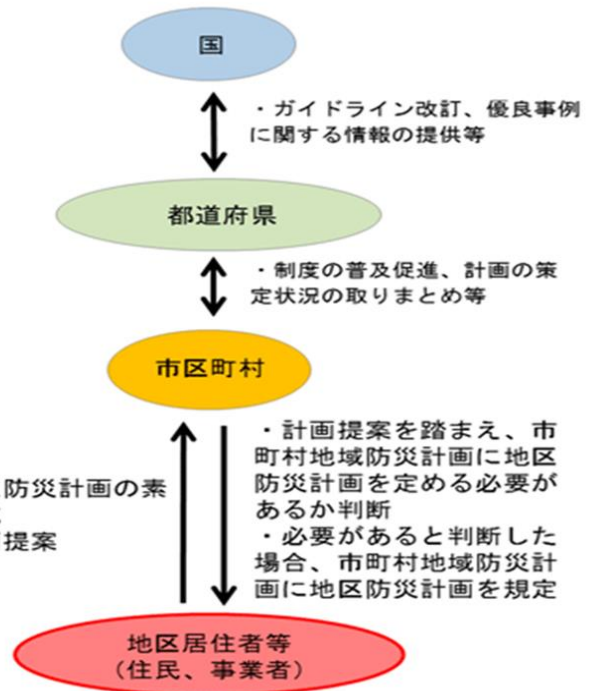 国
・ガイドライン改訂、優良事例
に関する情報の提供等
都道府県
・制度の普及促進、計画の策
定状況の取りまとめ等
市区町村
防災計画の素
提案
・計画提案を踏まえ、市
町村地域防災計画に地区
防災計画を定める必要が
あるか判断
・必要があると判断した
場合、市町村地域防災計
画に地区防災計画を規定
地区居住者等
（住民、事業者）